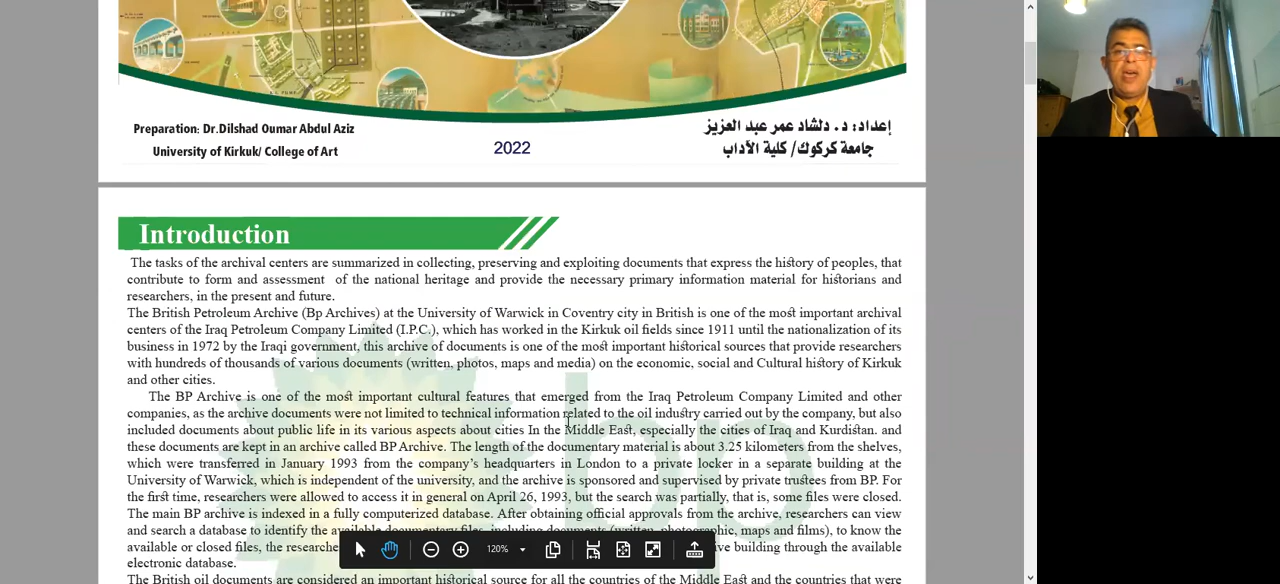 Preparation: Dr.Dilshad Oumar Abdul Aziz
University of Kirkuk/ College of Art
2022
إعداد: د. دلشاد عمر عبد العزيز
جامعة كركوك/ كلية الآداب
Introduction
The tasks of the archival centers are summarized in collecting, preserving and exploiting documents that express the history of peoples, that
contribute to form and assessment of the national heritage and provide the necessary primary information material for historians and
researchers, in the present and future.
The British Petroleum Archive (Bp Archives) at the University of Warwick in Coventry city in British is one of the most important archival
centers of the Iraq Petroleum Company Limited (I.P.C.), which has worked in the Kirkuk oil fields since 1911 until the nationalization of its
business in 1972 by the Iraqi government, this archive of documents is one of the most important historical sources that provide researchers
with hundreds of thousands of various documents (written, photos, maps and media) on the economic, social and Cultural history of Kirkuk
and other cities.
The BP Archive is one of the most important cultural features that emerged from the Iraq Petroleum Company Limited and other
companies, as the archive documents were not limited to technical information related to the oil industry carried out by the company, but also
included documents about public life in its various aspects about cities In the Middle East, especially the cities of Iraq and Kurdistan. and
these documents are kept in an archive called BP Archive. The length of the documentary material is about 3.25 kilometers from the shelves,
which were transferred in January 1993 from the company's headquarters in London to a private locker in a separate building at the
University of Warwick, which is independent of the university, and the archive is sponsored and supervised by private trustees from BP. For
the first time, researchers were allowed to access it in general on April 26, 1993, but the search was partially, that is, some files were closed.
The main bp archive is indexed in a fully computerized database. After obtaining official approvals from the archive, researchers can view
and search a database to identify the available documentary files, including documents (written, photographic, maps and films), to know the
available or closed files, the researche ive building through the available
electronic database.
The British oil documents are considered an important historical source for all the countries of the Middle East and the countries that were
bp
120%